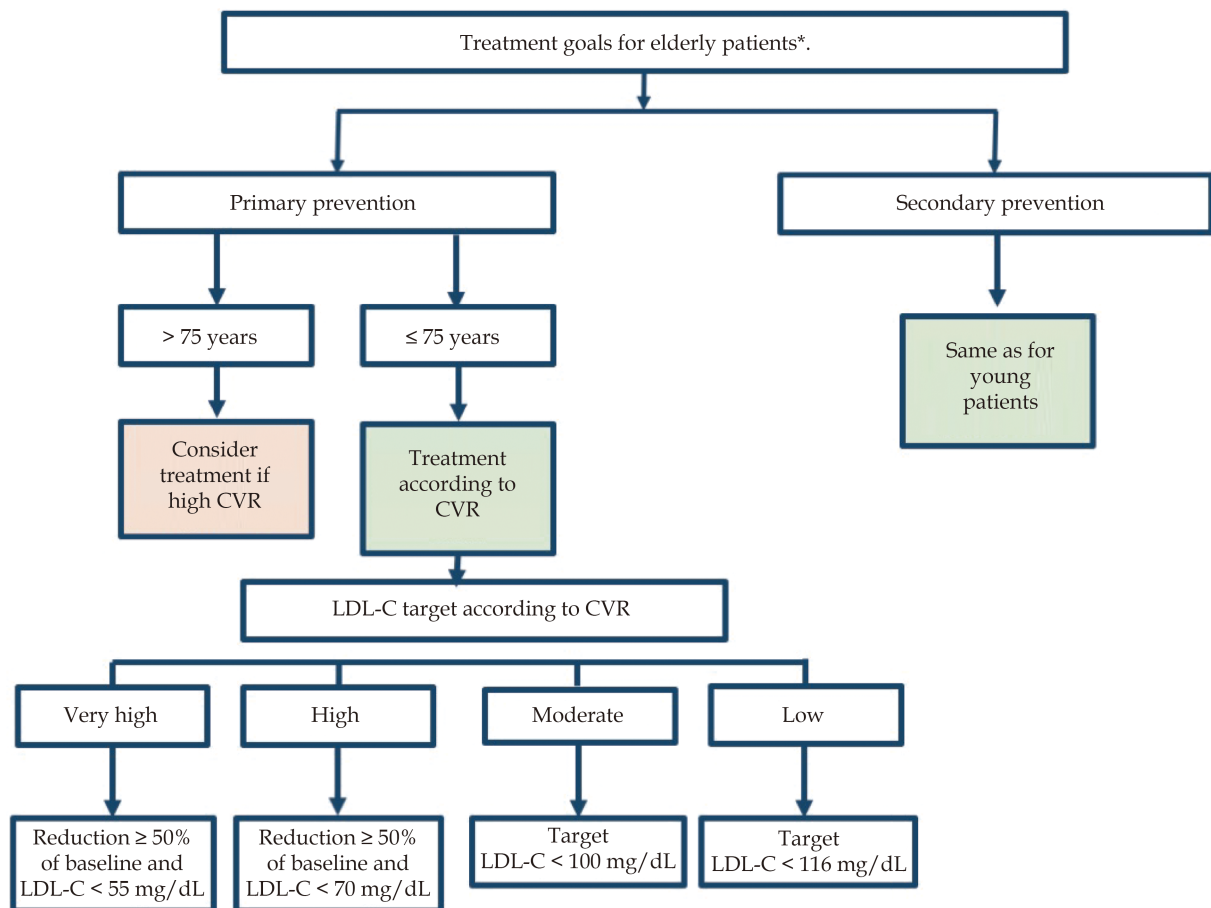 Treatment goals for elderly patients*.
Primary prevention
Secondary prevention
> 75 years
≤ 75 years
Same as for
young
patients
Consider
treatment if
high CVR
Treatment
according to
CVR
LDL-C target according to CVR
Very high
High
Moderate
Low
Reduction ≥ 50%
of baseline and
LDL-C < 55 mg/dL
Reduction ≥ 50%
of baseline and
LDL-C < 70 mg/dL
Target
LDL-C < 100 mg/dL
Target
LDL-C < 116 mg/dL